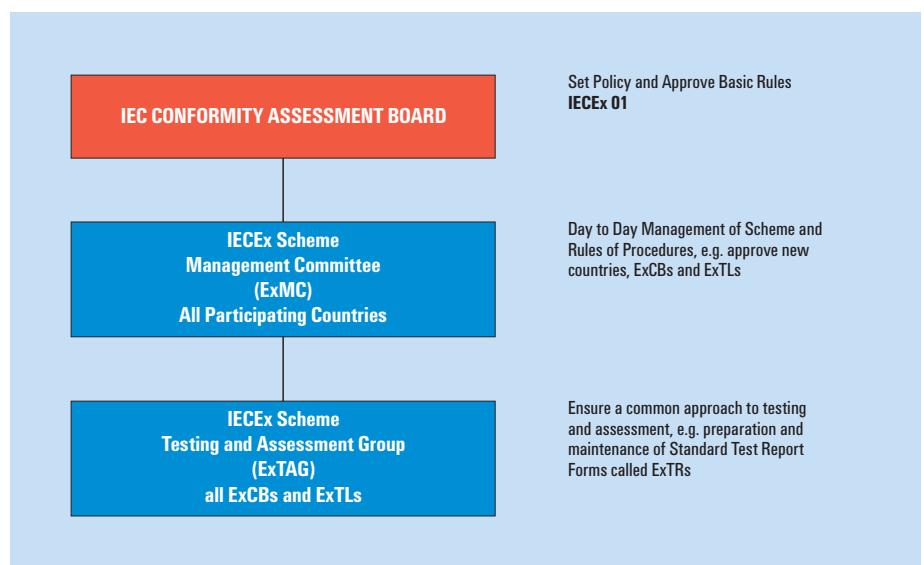 IEC CONFORMITY ASSESSMENT BOARD
Set Policy and Approve Basic Rules
IECEx 01
IECEx Scheme
Management Committee
(ExMC)
All Participating Countries
Day to Day Management of Scheme and
Rules of Procedures, e.g. approve new
countries, ExCBs and ExTLs
IECEx Scheme
Testing and Assessment Group
(ExTAG)
all ExCBs and ExTLs
Ensure a common approach to testing
and assessment, e.g. preparation and
maintenance of Standard Test Report
Forms called ExTRs